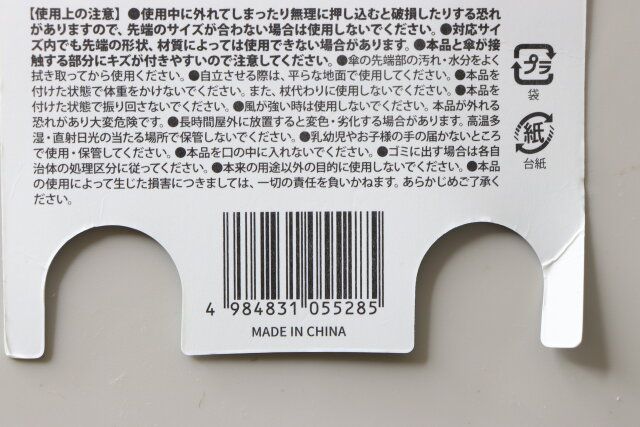 【使用上の注意】●使用中に外れてしまったり無理に押し込むと破損したりする恐れ
がありますので、先端のサイズが合わない場合は使用しないでください。●対応サイ
ズ内でも先端の形状、材質によっては使用できない場合があります。●本品と傘が接
触する部分にキズが付きやすいので注意してください。●傘の先端部の汚れ・水分をよく
拭き取ってから使用ください。●自立させる際は、平らな地面で使用してください。●本品を
付けた状態で体重をかけないでください。また、杖代わりに使用しないでください。●本品を
付けた状態で振り回さないでください。●風が強い時は使用しないでください。本品が外れる
恐れがあり大変危険です。●長時間屋外に放置すると変色・劣化する場合があります。高温多
湿・直射日光の当たる場所で保管しないでください。●乳幼児やお子様の手の届かないところ
で使用・保管してください。●本品を口の中に入れないでください。●ゴミに出す場合は各自
治体の処理区分に従ってください。●本来の用途以外の目的に使用しないでください。●本品
の使用によって生じた損害につきましては、一切の責任を負いかねます。あらかじめご了承く
ださい。
プラ
袋
紙
台紙
4 984831 055285
MADE IN CHINA